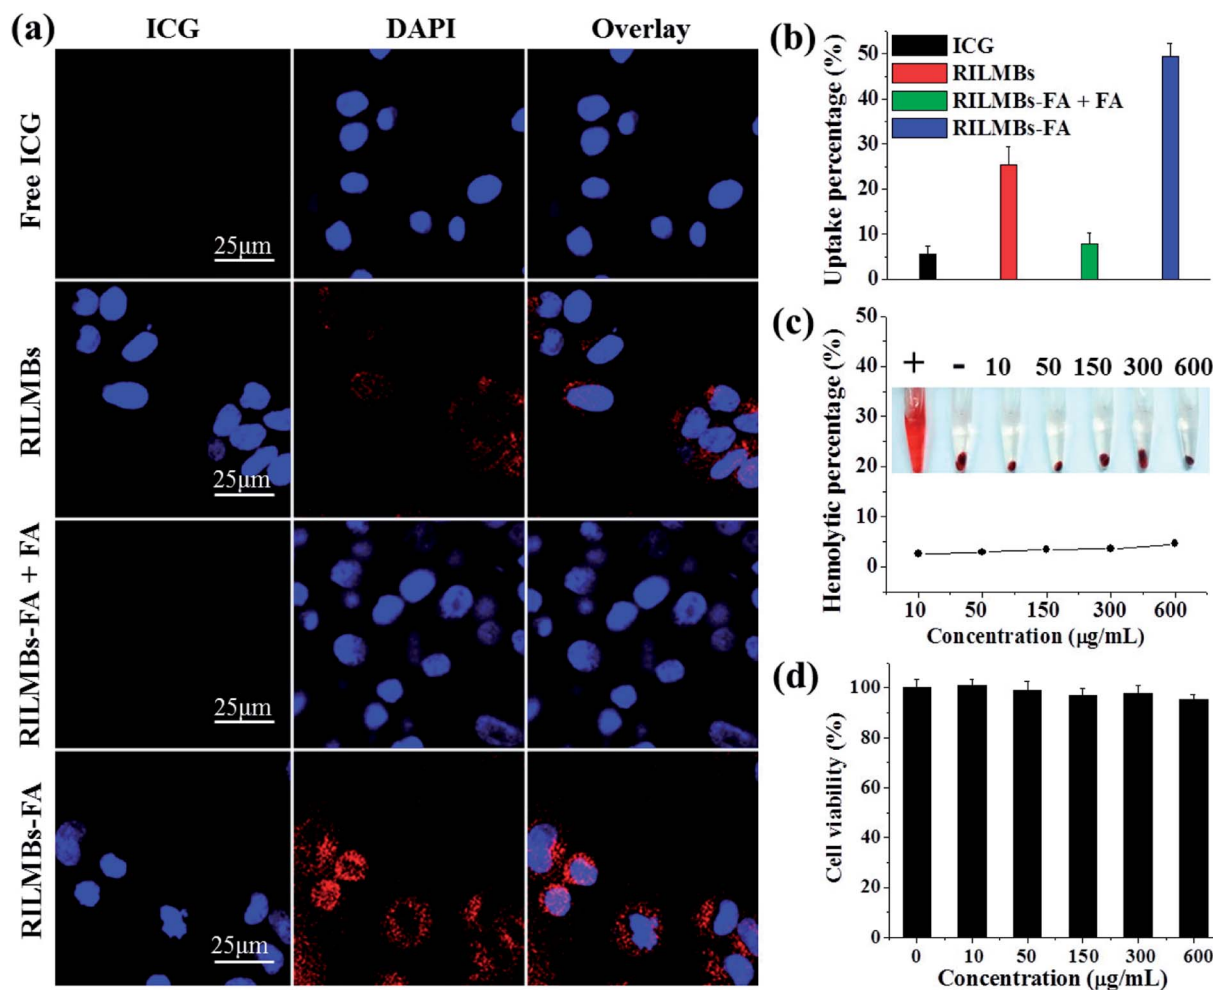 (a)
ICG DAPI Overlay
Free ICG
25μm
RILMBs
25μm
RILMBs-FA + FA
25μm
RILMBs-FA
25μm
(b)
Uptake percentage (%)
50
40
30
20
10
0
ICG
RILMBs
RILMBs-FA + FA
RILMBs-FA
(c)
Hemolytic percentage (%)
50
40
30
20
10
0
+ - 10 50 150 300 600
10 50 150 300 600
Concentration (μg/mL)
(d)
Cell viability (%)
100
80
60
40
20
0
0 10 50 150 300 600
Concentration (μg/mL)